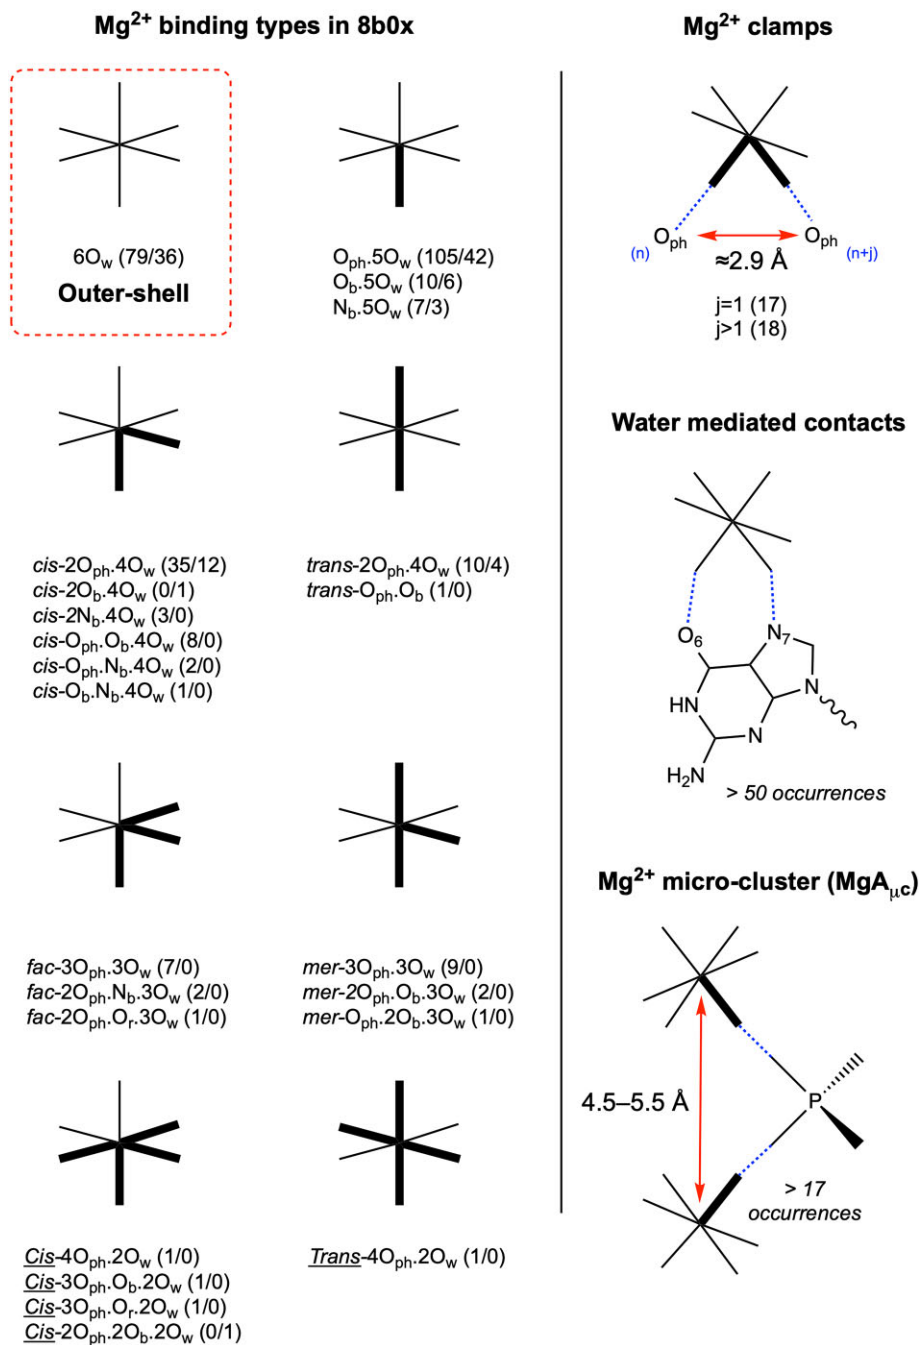 Mg²⁺ binding types in 8b0x
6Ow (79/36)
Outer-shell
Oph.5Ow (105/42)
Ob.5Ow (10/6)
Nb.5Ow (7/3)
cis-2Oph.4Ow (35/12)
cis-2Ob.4Ow (0/1)
cis-2Nb.4Ow (3/0)
cis-Oph.Ob.4Ow (8/0)
cis-Oph.Nb.4Ow (2/0)
cis-Ob.Nb.4Ow (1/0)
trans-2Oph.4Ow (10/4)
trans-Oph.Ob (1/0)
fac-3Oph.3Ow (7/0)
fac-2Oph.Nb.3Ow (2/0)
fac-2Oph.Or.3Ow (1/0)
mer-3Oph.3Ow (9/0)
mer-2Oph.Ob.3Ow (2/0)
mer-Oph.2Ob.3Ow (1/0)
Cis-4Oph.2Ow (1/0)
Cis-3Oph.Ob.2Ow (1/0)
Cis-3Oph.Or.2Ow (1/0)
Cis-2Oph.2Ob.2Ow (0/1)
Trans-4Oph.2Ow (1/0)
Mg²⁺ clamps
(n) Oph Oph (n+j)
≈2.9 Å
j=1 (17)
j>1 (18)
Water mediated contacts
O6 N7
HN N
N
H2N
> 50 occurrences
Mg²⁺ micro-cluster (MgAμc)
4.5–5.5 Å
P
> 17
occurrences